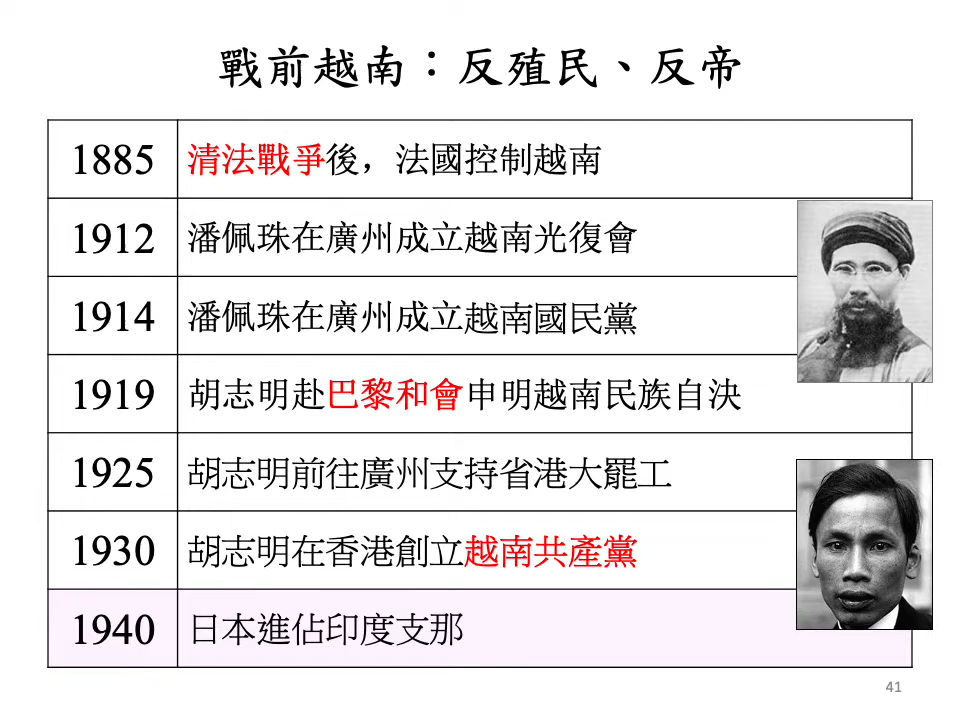 戰前越南：反殖民、反帝
1885 清法戰爭後，法國控制越南
1912 潘佩珠在廣州成立越南光復會
1914 潘佩珠在廣州成立越南國民黨
1919 胡志明赴巴黎和會申明越南民族自決
1925 胡志明前往廣州支持省港大罷工
1930 胡志明在香港創立越南共產黨
1940 日本進佔印度支那
41